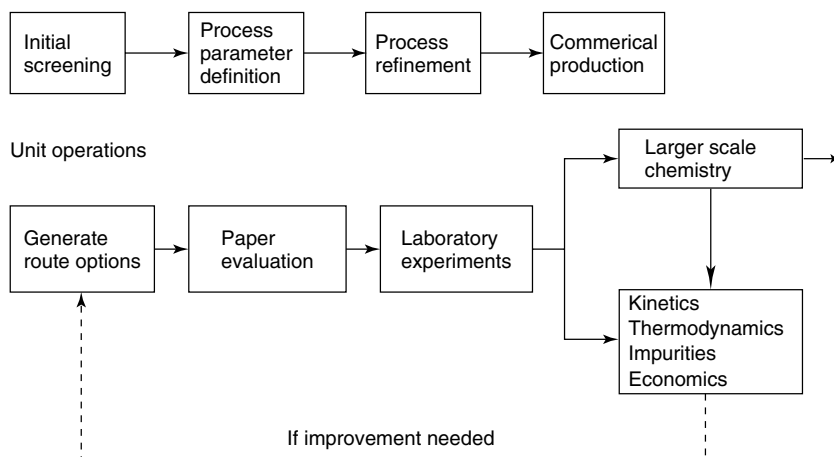 Initial
screening
Process
parameter
definition
Process
refinement
Commerical
production
Unit operations
Larger scale
chemistry
Generate
route options
Paper
evaluation
Laboratory
experiments
Kinetics
Thermodynamics
Impurities
Economics
If improvement needed